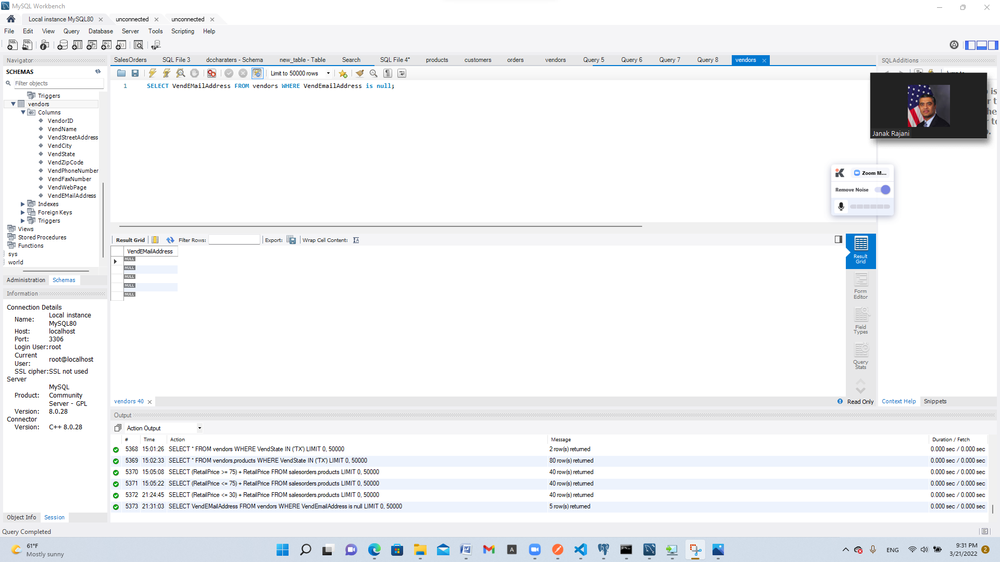 MySQL Workbench
Local instance MySQL80
unconnected
unconnected
File Edit View Query Database Server Tools Scripting Help
Navigator
SCHEMAS
Filter objects
Triggers
vendors
Columns
VendorID
VendName
VendStreetAddress
VendCity
VendState
VendZipCode
VendPhoneNumber
VendFaxNumber
VendWebPage
VendEMailAddress
Indexes
Foreign Keys
Triggers
Views
Stored Procedures
Functions
sys
world
Administration Schemas
Information
Connection Details
Name: Local instance
MySQL80
Host: localhost
Port: 3306
Login User: root
Current
User: root@localhost
SSL cipher: SSL not used
Server
Product: MySQL
Community
Server - GPL
Version: 8.0.28
Connector
Version: C++ 8.0.28
Object Info Session
SalesOrders SQL File 3 dccharaters - Schema new_table - Table Search SQL File 4* products customers orders vendors Query 5 Query 6 Query 7 Query 8 vendors
Limit to 50000 rows
1 SELECT VendEMailAddress FROM vendors WHERE VendEmailAddress is null;
Result Grid Filter Rows: Export: Wrap Cell Content:
VendEMailAddress
NULL
NULL
NULL
NULL
NULL
Result
Grid
Form
Editor
Field
Types
Query
Stats
vendors 40
Read Only
SQLAdditions
Janak Rajani
Zoom M...
Remove Noise
Context Help Snippets
Output
Action Output
# Time Action Message Duration / Fetch
5368 15:01:26 SELECT * FROM vendors WHERE VendState IN ('TX') LIMIT 0, 50000 2 row(s) returned 0.000 sec / 0.000 sec
5369 15:02:33 SELECT * FROM vendors,products WHERE VendState IN ('TX') LIMIT 0, 50000 80 row(s) returned 0.000 sec / 0.000 sec
5370 15:05:08 SELECT (RetailPrice >= 75) + RetailPrice FROM salesorders.products LIMIT 0, 50000 40 row(s) returned 0.000 sec / 0.000 sec
5371 15:05:22 SELECT (RetailPrice <= 75) + RetailPrice FROM salesorders.products LIMIT 0, 50000 40 row(s) returned 0.000 sec / 0.000 sec
5372 21:24:45 SELECT (RetailPrice <= 30) + RetailPrice FROM salesorders.products LIMIT 0, 50000 40 row(s) returned 0.000 sec / 0.000 sec
5373 21:31:03 SELECT VendEMailAddress FROM vendors WHERE VendEmailAddress is null LIMIT 0, 50000 5 row(s) returned 0.000 sec / 0.000 sec
Query Completed
61°F
Mostly sunny
ENG
9:31 PM
3/21/2022
2